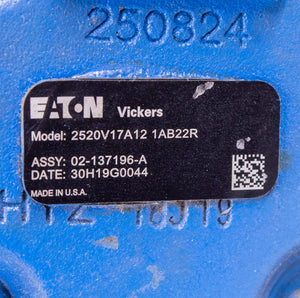 250824
EATON Vickers
Model: 2520V17A12 1AB22R
ASSY: 02-137196-A
DATE: 30H19G0044
MADE IN U.S.A.